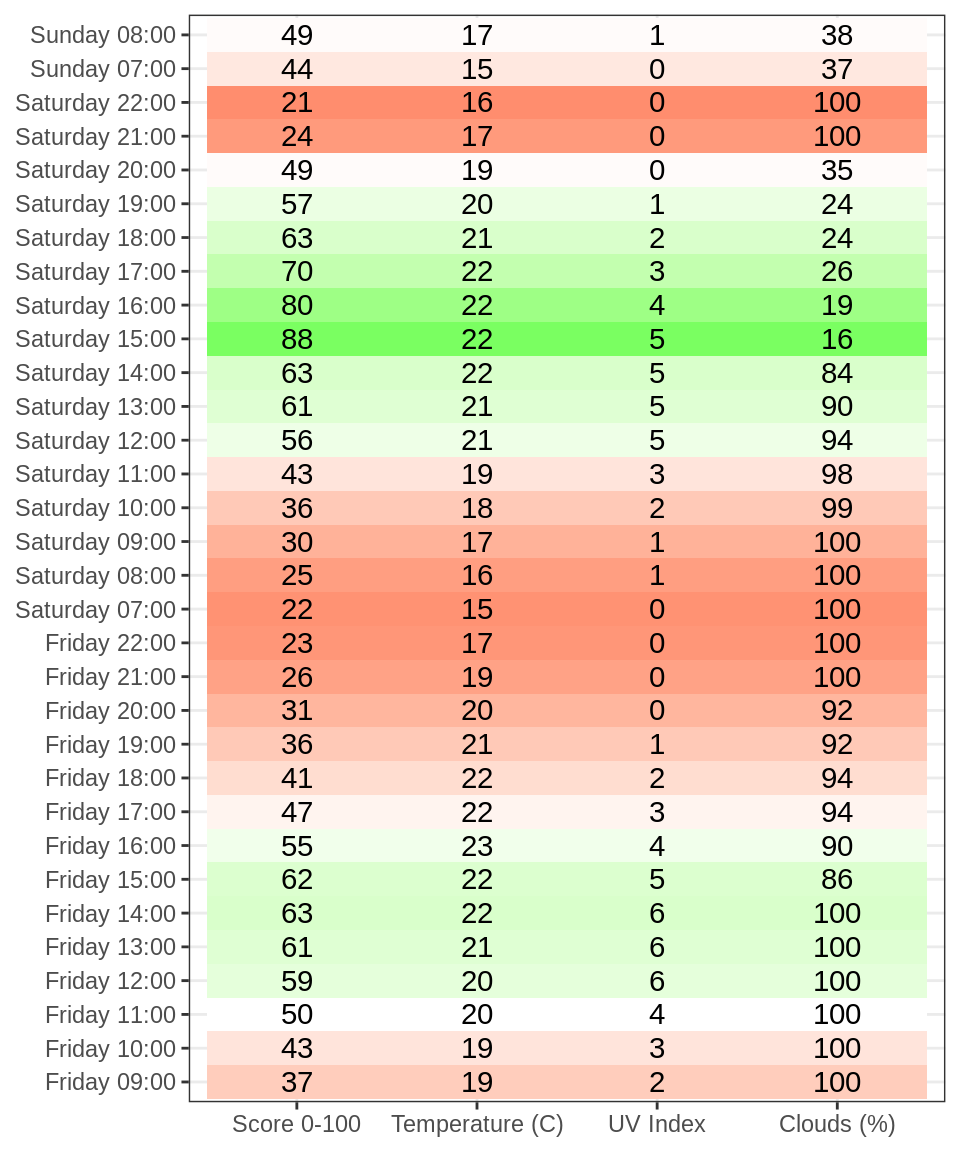 Sunday 08:00 49 17 1 38
Sunday 07:00 44 15 0 37
Saturday 22:00 21 16 0 100
Saturday 21:00 24 17 0 100
Saturday 20:00 49 19 0 35
Saturday 19:00 57 20 1 24
Saturday 18:00 63 21 2 24
Saturday 17:00 70 22 3 26
Saturday 16:00 80 22 4 19
Saturday 15:00 88 22 5 16
Saturday 14:00 63 22 5 84
Saturday 13:00 61 21 5 90
Saturday 12:00 56 21 5 94
Saturday 11:00 43 19 3 98
Saturday 10:00 36 18 2 99
Saturday 09:00 30 17 1 100
Saturday 08:00 25 16 1 100
Saturday 07:00 22 15 0 100
Friday 22:00 23 17 0 100
Friday 21:00 26 19 0 100
Friday 20:00 31 20 0 92
Friday 19:00 36 21 1 92
Friday 18:00 41 22 2 94
Friday 17:00 47 22 3 94
Friday 16:00 55 23 4 90
Friday 15:00 62 22 5 86
Friday 14:00 63 22 6 100
Friday 13:00 61 21 6 100
Friday 12:00 59 20 6 100
Friday 11:00 50 20 4 100
Friday 10:00 43 19 3 100
Friday 09:00 37 19 2 100
Score 0-100 Temperature (C) UV Index Clouds (%)